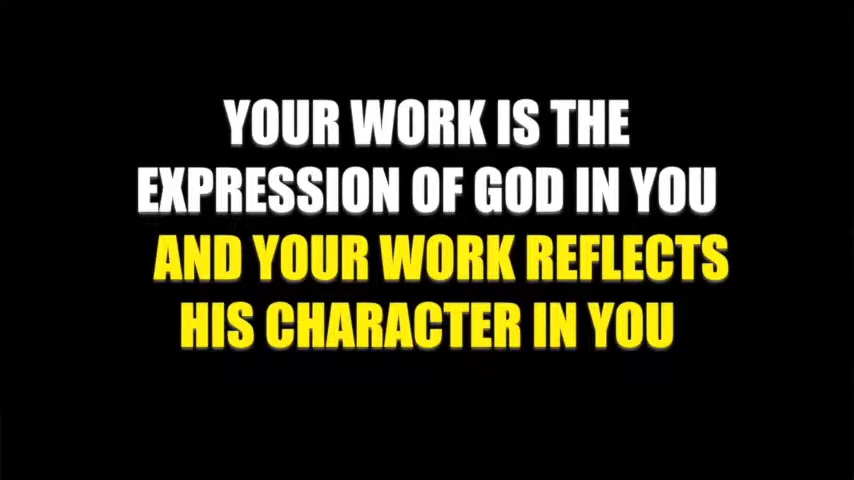 YOUR WORK IS THE
EXPRESSION OF GOD IN YOU
AND YOUR WORK REFLECTS
HIS CHARACTER IN YOU